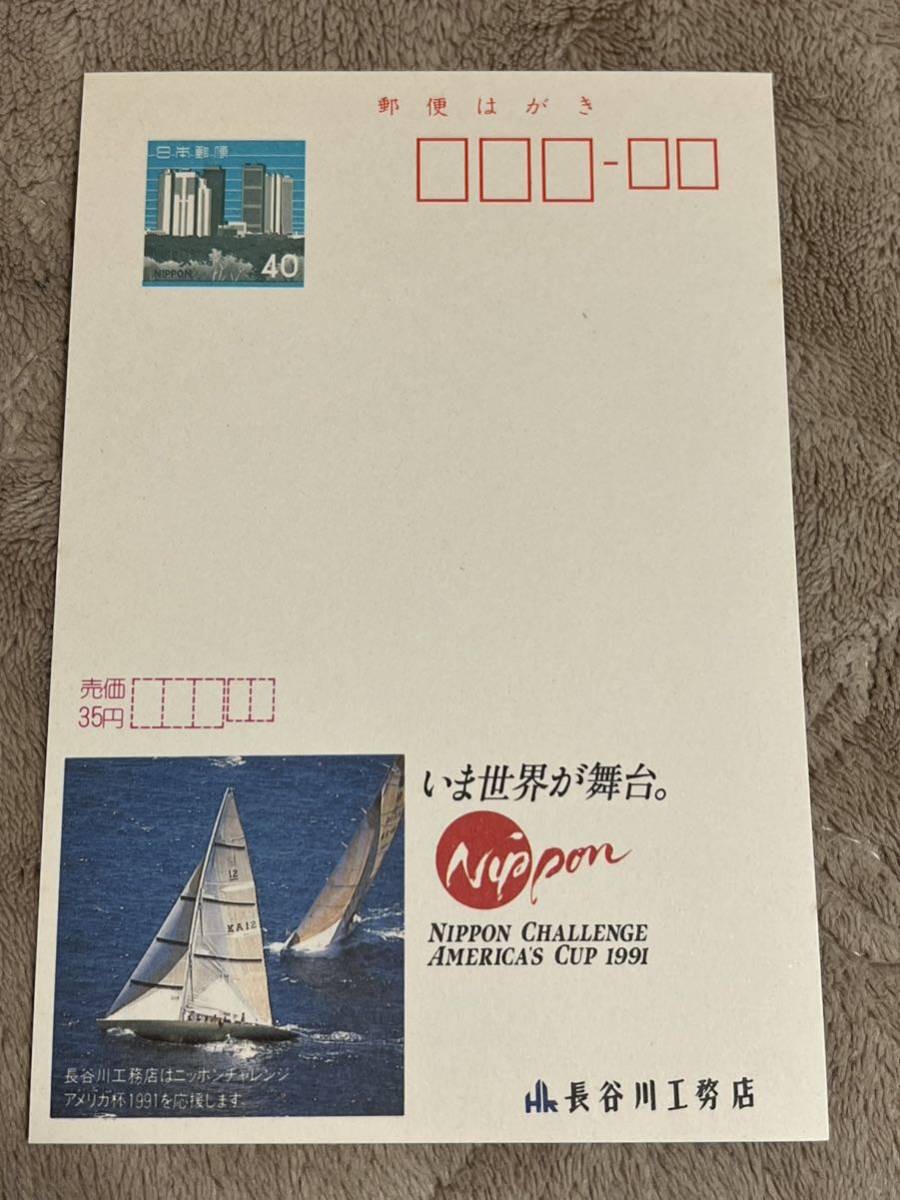 郵便はがき
日本郵便
NIPPON 40
売価
35円
いま世界が舞台。
Nippon
NIPPON CHALLENGE
AMERICA'S CUP 1991
12
KA12
長谷川工務店はニッポンチャレンジ
アメリカ杯1991を応援します。
HK 長谷川工務店